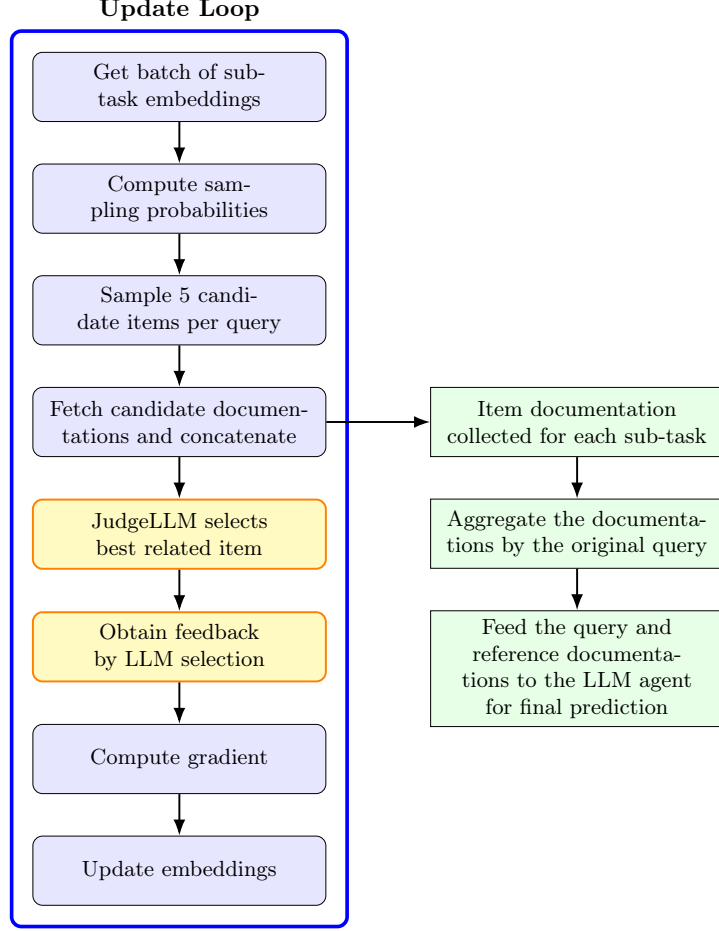 Update Loop
Get batch of sub-
task embeddings
Compute sam-
pling probabilities
Sample 5 candi-
date items per query
Fetch candidate documen-
tations and concatenate
JudgeLLM selects
best related item
Obtain feedback
by LLM selection
Compute gradient
Update embeddings
Item documentation
collected for each sub-task
Aggregate the documenta-
tions by the original query
Feed the query and
reference documenta-
tions to the LLM agent
for final prediction